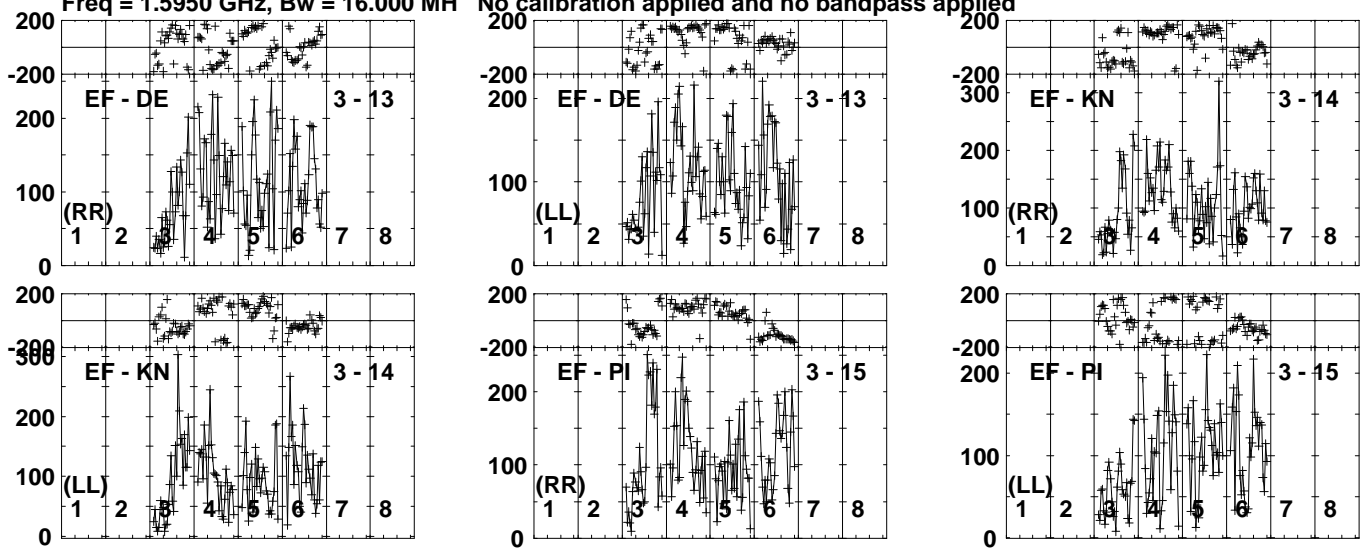 Freq = 1.5950 GHz, Bw = 16.000 MH No calibration applied and no bandpass applied
200
-200
200
100
0
EF - DE 3 - 13
(RR)
1 2 3 4 5 6 7 8
200
-200
200
100
0
EF - DE 3 - 13
(LL)
1 2 3 4 5 6 7 8
200
-200
300
200
100
0
EF - KN 3 - 14
(RR)
1 2 3 4 5 6 7 8
200
-200
300
200
100
0
EF - KN 3 - 14
(LL)
1 2 3 4 5 6 7 8
200
-200
200
100
0
EF - PI 3 - 15
(RR)
1 2 3 4 5 6 7 8
200
-200
200
100
0
EF - PI 3 - 15
(LL)
1 2 3 4 5 6 7 8